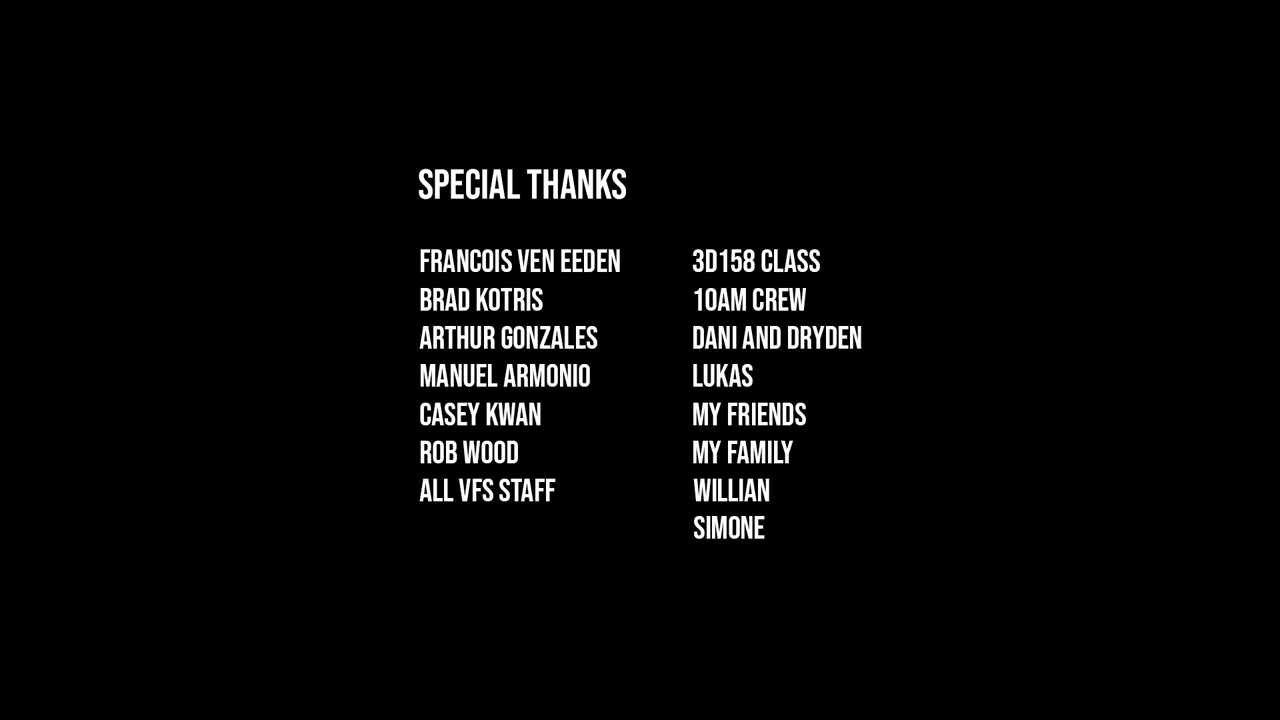 SPECIAL THANKS
FRANCOIS VEN EEDEN
BRAD KOTRIS
ARTHUR GONZALES
MANUEL ARMONIO
CASEY KWAN
ROB WOOD
ALL VFS STAFF
3D158 CLASS
10AM CREW
DANI AND DRYDEN
LUKAS
MY FRIENDS
MY FAMILY
WILLIAN
SIMONE